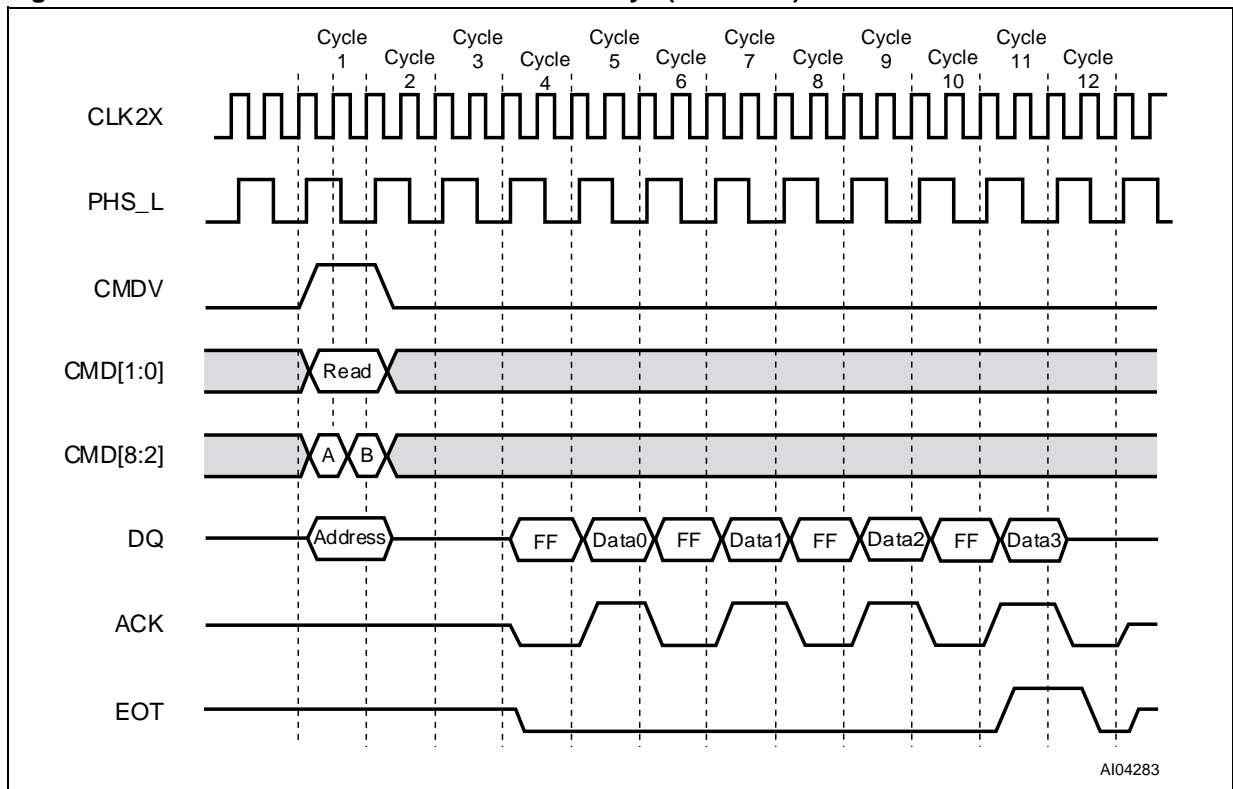 Cycle 1
Cycle 2
Cycle 3
Cycle 4
Cycle 5
Cycle 6
Cycle 7
Cycle 8
Cycle 9
Cycle 10
Cycle 11
Cycle 12
CLK2X
PHS_L
CMDV
CMD[1:0]
Read
CMD[8:2]
A B
DQ
Address FF Data0 FF Data1 FF Data2 FF Data3
ACK
EOT
AI04283